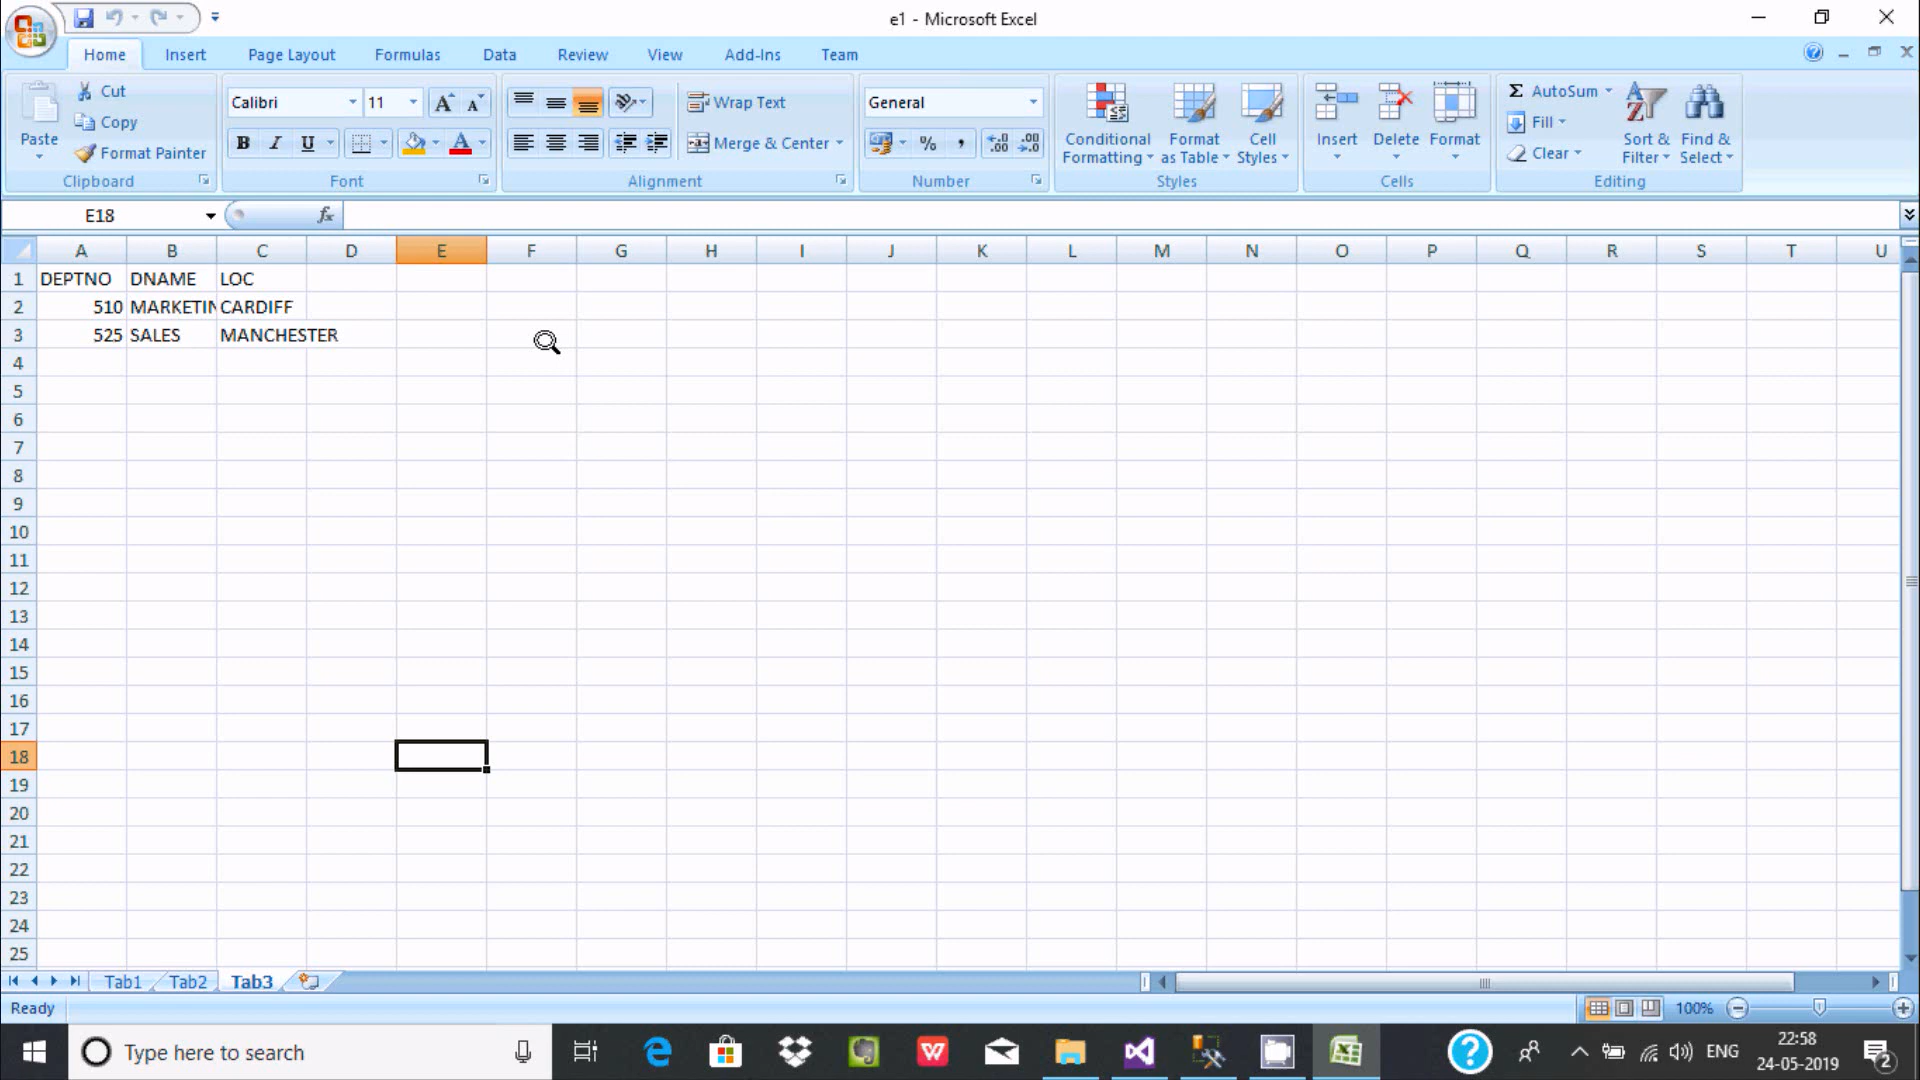 e1 - Microsoft Excel
Home Insert Page Layout Formulas Data Review View Add-Ins Team
Paste
Cut
Copy
Format Painter
Clipboard
Calibri 11
B I U
Font
Wrap Text
Merge & Center
Alignment
General
%
Number
Conditional Formatting
Format as Table
Cell Styles
Styles
Insert Delete Format
Cells
Σ AutoSum
Fill
Clear
Sort & Filter
Find & Select
Editing
E18 fx
A B C D E F G H I J K L M N O P Q R S T U
1 DEPTNO DNAME LOC
2 510 MARKETIN CARDIFF
3 525 SALES MANCHESTER
4
5
6
7
8
9
10
11
12
13
14
15
16
17
18
19
20
21
22
23
24
25
Tab1 Tab2 Tab3
Ready 100%
Type here to search
ENG
22:58
24-05-2019
2